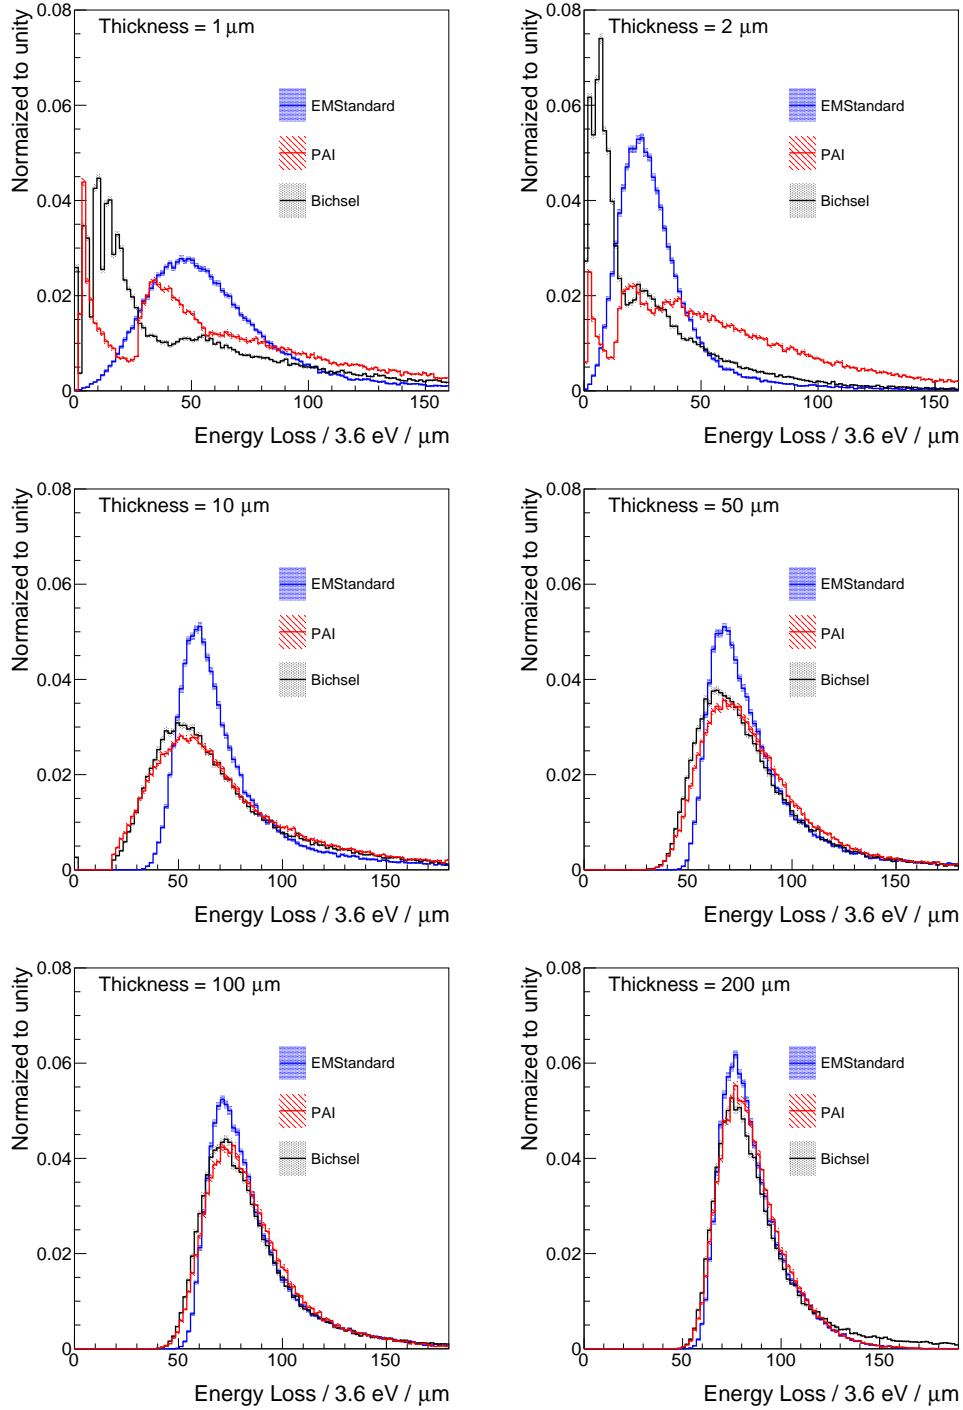 Thickness = 1 μm
Normaized to unity
0.08
0.06
0.04
0.02
0
EMStandard
PAI
Bichsel
0 50 100 150
Energy Loss / 3.6 eV / μm
Thickness = 2 μm
Normaized to unity
0.08
0.06
0.04
0.02
0
EMStandard
PAI
Bichsel
0 50 100 150
Energy Loss / 3.6 eV / μm
Thickness = 10 μm
Normaized to unity
0.08
0.06
0.04
0.02
0
EMStandard
PAI
Bichsel
0 50 100 150
Energy Loss / 3.6 eV / μm
Thickness = 50 μm
Normaized to unity
0.08
0.06
0.04
0.02
0
EMStandard
PAI
Bichsel
0 50 100 150
Energy Loss / 3.6 eV / μm
Thickness = 100 μm
Normaized to unity
0.08
0.06
0.04
0.02
0
EMStandard
PAI
Bichsel
0 50 100 150
Energy Loss / 3.6 eV / μm
Thickness = 200 μm
Normaized to unity
0.08
0.06
0.04
0.02
0
EMStandard
PAI
Bichsel
0 50 100 150
Energy Loss / 3.6 eV / μm